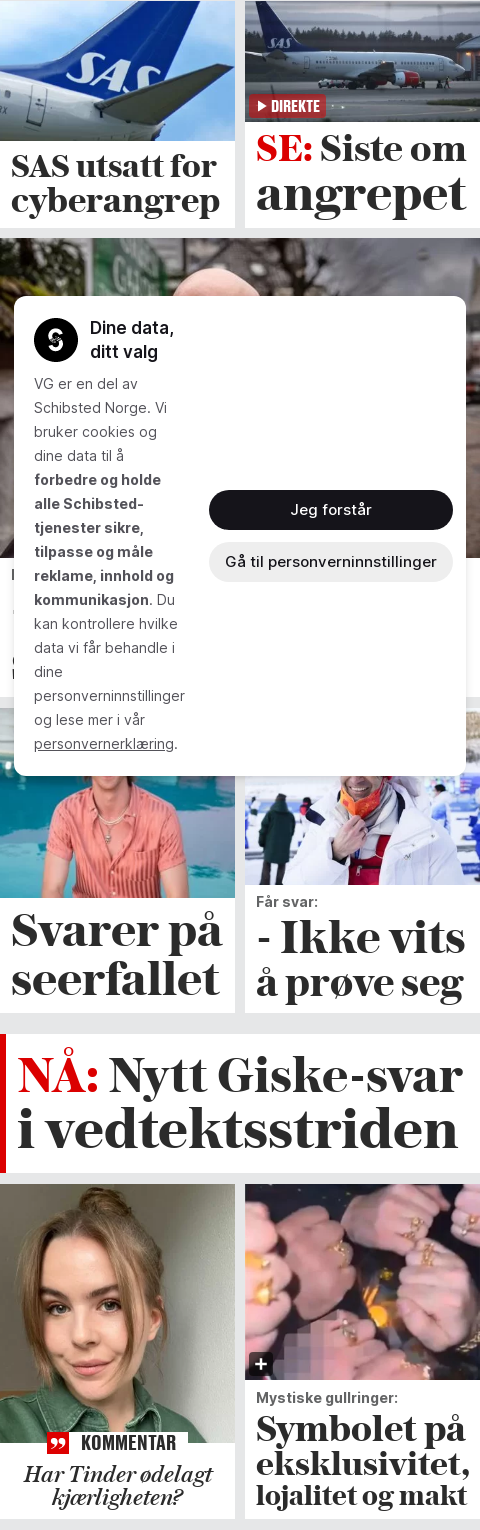 SAS
SAS
DIREKTE
SAS utsatt for
cyberangrep
SE: Siste om
angrepet
Dine data,
ditt valg
VG er en del av
Schibsted Norge. Vi
bruker cookies og
dine data til å
forbedre og holde
alle Schibsted-
tjenester sikre,
tilpasse og måle
reklame, innhold og
kommunikasjon. Du
kan kontrollere hvilke
data vi får behandle i
dine
personverninnstillinger
og lese mer i vår
personvernerklæring.
Jeg forstår
Gå til personverninnstillinger
Svarer på
seerfallet
Får svar:
- Ikke vits
å prøve seg
NÅ: Nytt Giske-svar
i vedtektsstriden
KOMMENTAR
Har Tinder ødelagt
kjærligheten?
Mystiske gullringer:
Symbolet på
eksklusivitet,
lojalitet og makt